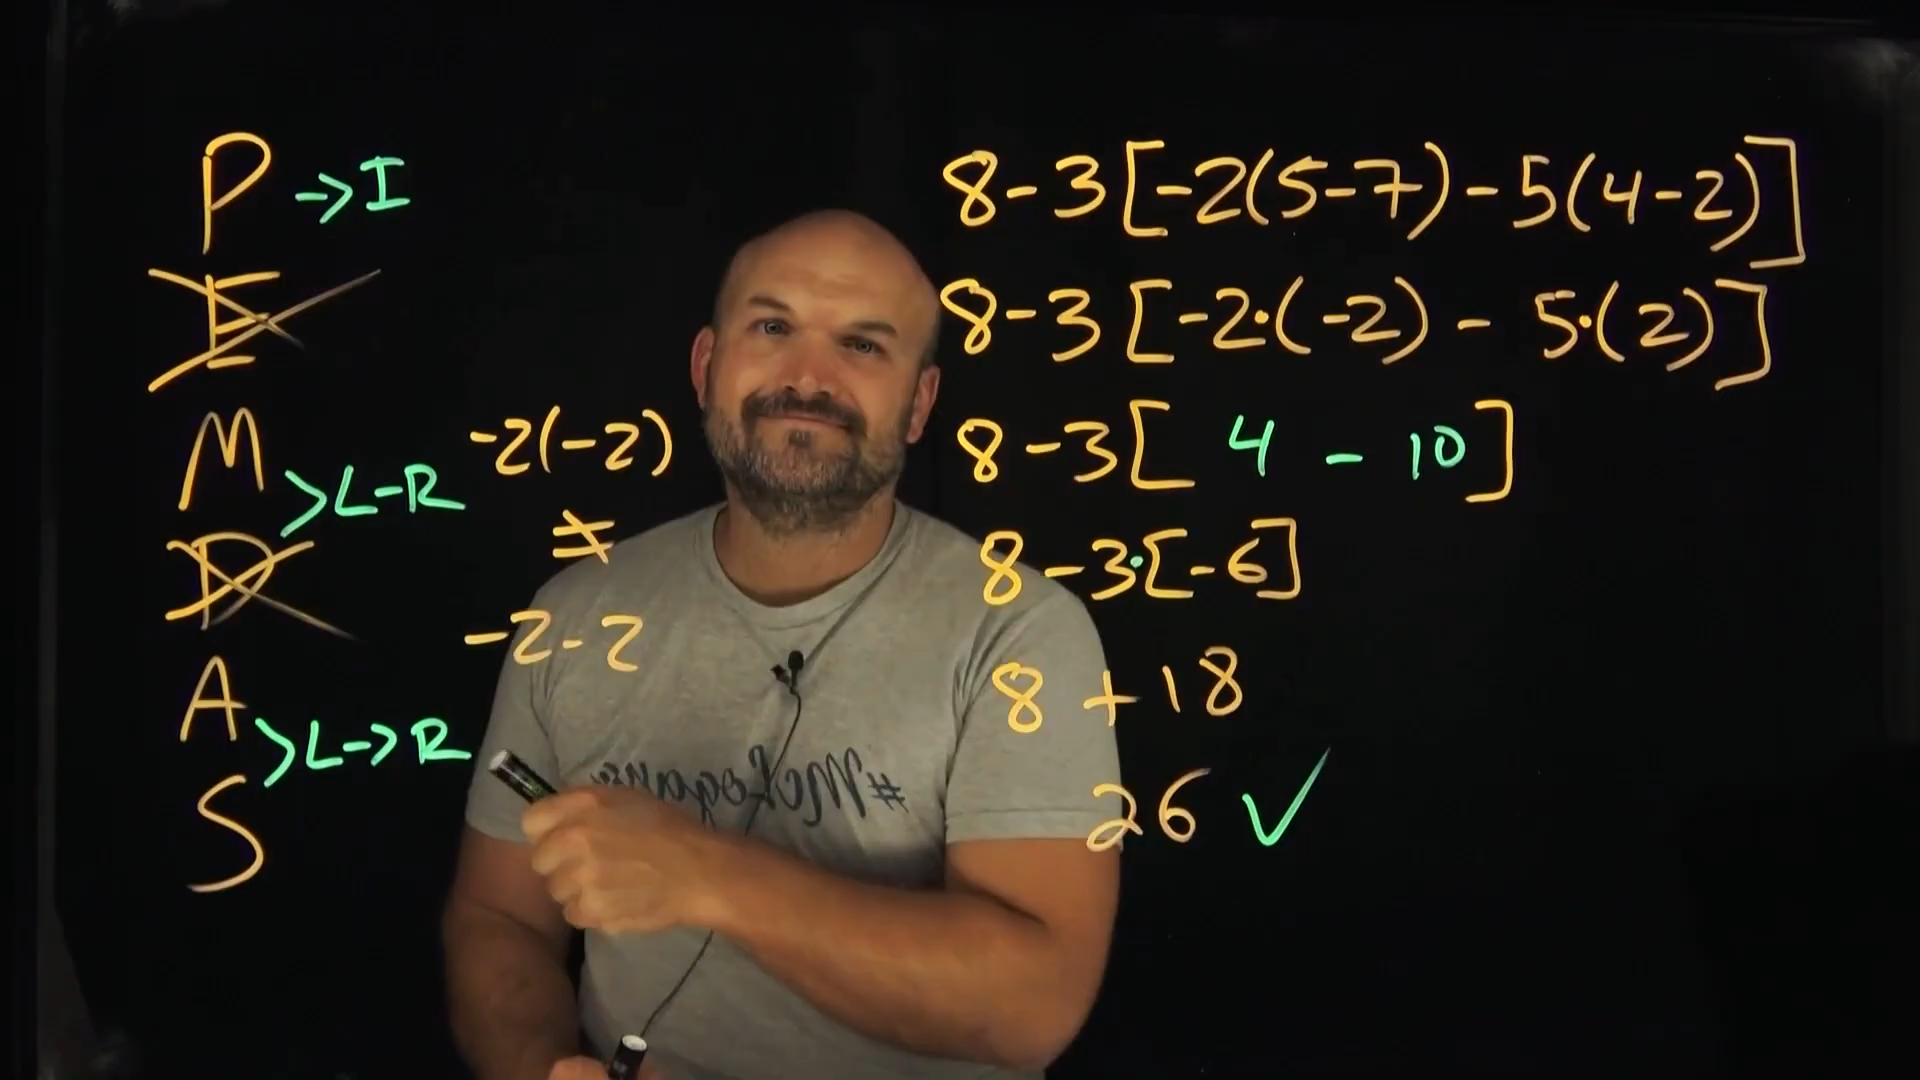 P → I
E
M
> L-R
D
A
> L→R
S
-2(-2)
≠
-2-2
8-3[-2(5-7)-5(4-2)]
8-3[-2·(-2)-5·(2)]
8-3[4-10]
8-3·[-6]
8+18
26 ✓